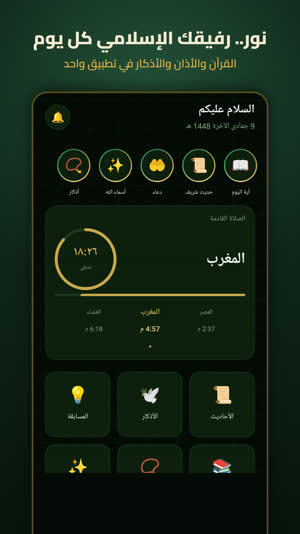 نور.. رفيقك الإسلامي كل يوم
القرآن والأذان والأذكار في تطبيق واحد
السلام عليكم
9 جمادى الآخرة 1448 هـ
آية اليوم
حديث شريف
دعاء
أسماء الله
أذكار
الصلاة القادمة
المغرب
١٨:٢٦
متبقي
العصر
المغرب
العشاء
2:37 م
4:57 م
6:18 م
الأحاديث
الأذكار
المسابقة